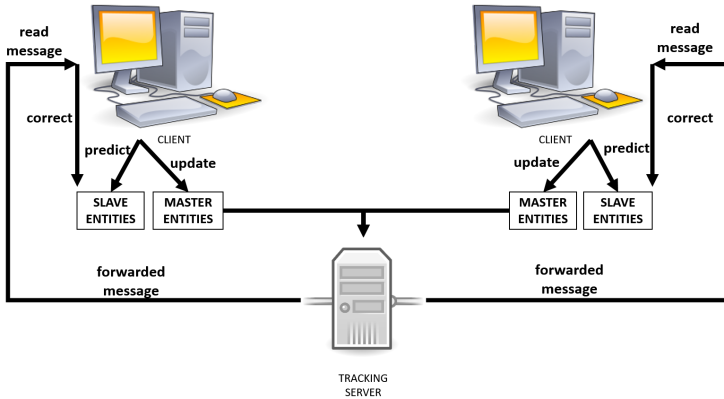 read
message
read
message
correct
correct
CLIENT
CLIENT
predict
update
update
predict
SLAVE
ENTITIES
MASTER
ENTITIES
MASTER
ENTITIES
SLAVE
ENTITIES
forwarded
message
forwarded
message
TRACKING
SERVER